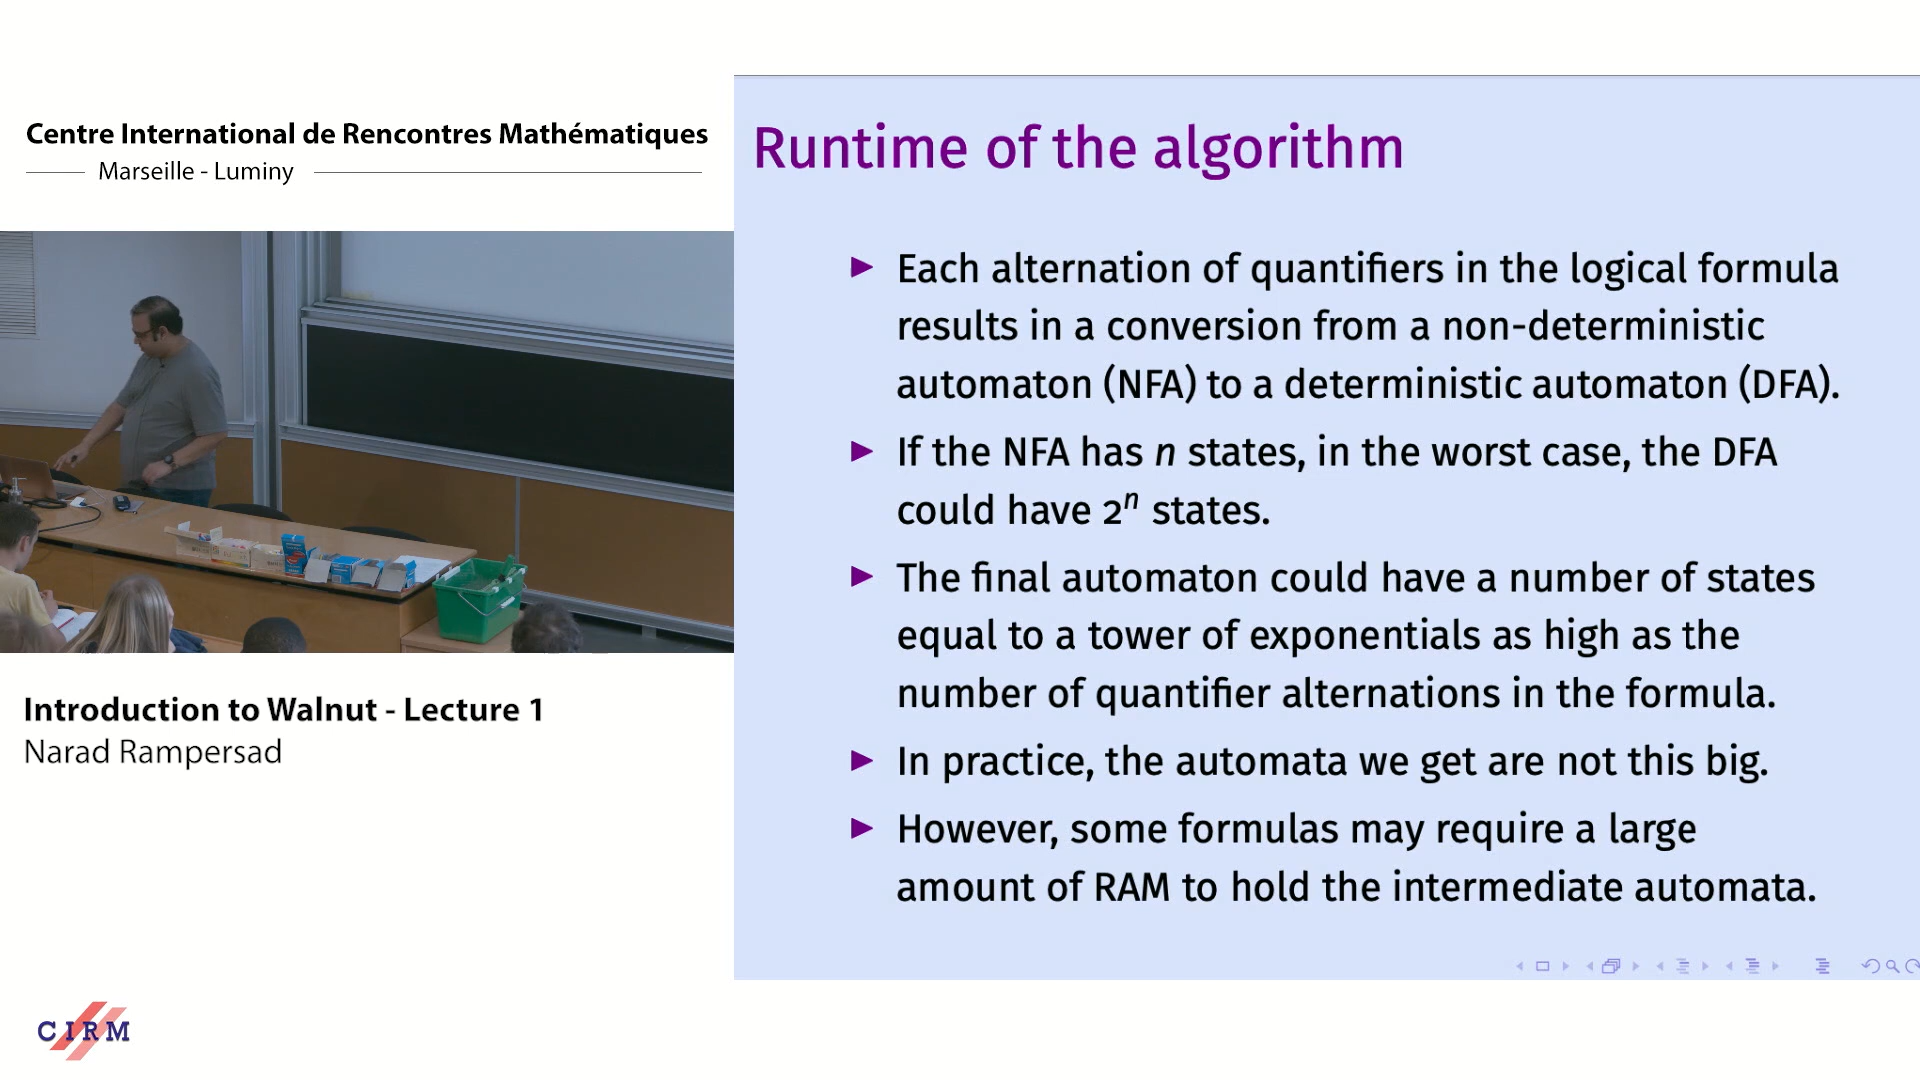 Centre International de Rencontres Mathématiques
Marseille - Luminy
Introduction to Walnut - Lecture 1
Narad Rampersad
CIRM
Runtime of the algorithm
▶ Each alternation of quantifiers in the logical formula
results in a conversion from a non-deterministic
automaton (NFA) to a deterministic automaton (DFA).
▶ If the NFA has n states, in the worst case, the DFA
could have 2ⁿ states.
▶ The final automaton could have a number of states
equal to a tower of exponentials as high as the
number of quantifier alternations in the formula.
▶ In practice, the automata we get are not this big.
▶ However, some formulas may require a large
amount of RAM to hold the intermediate automata.